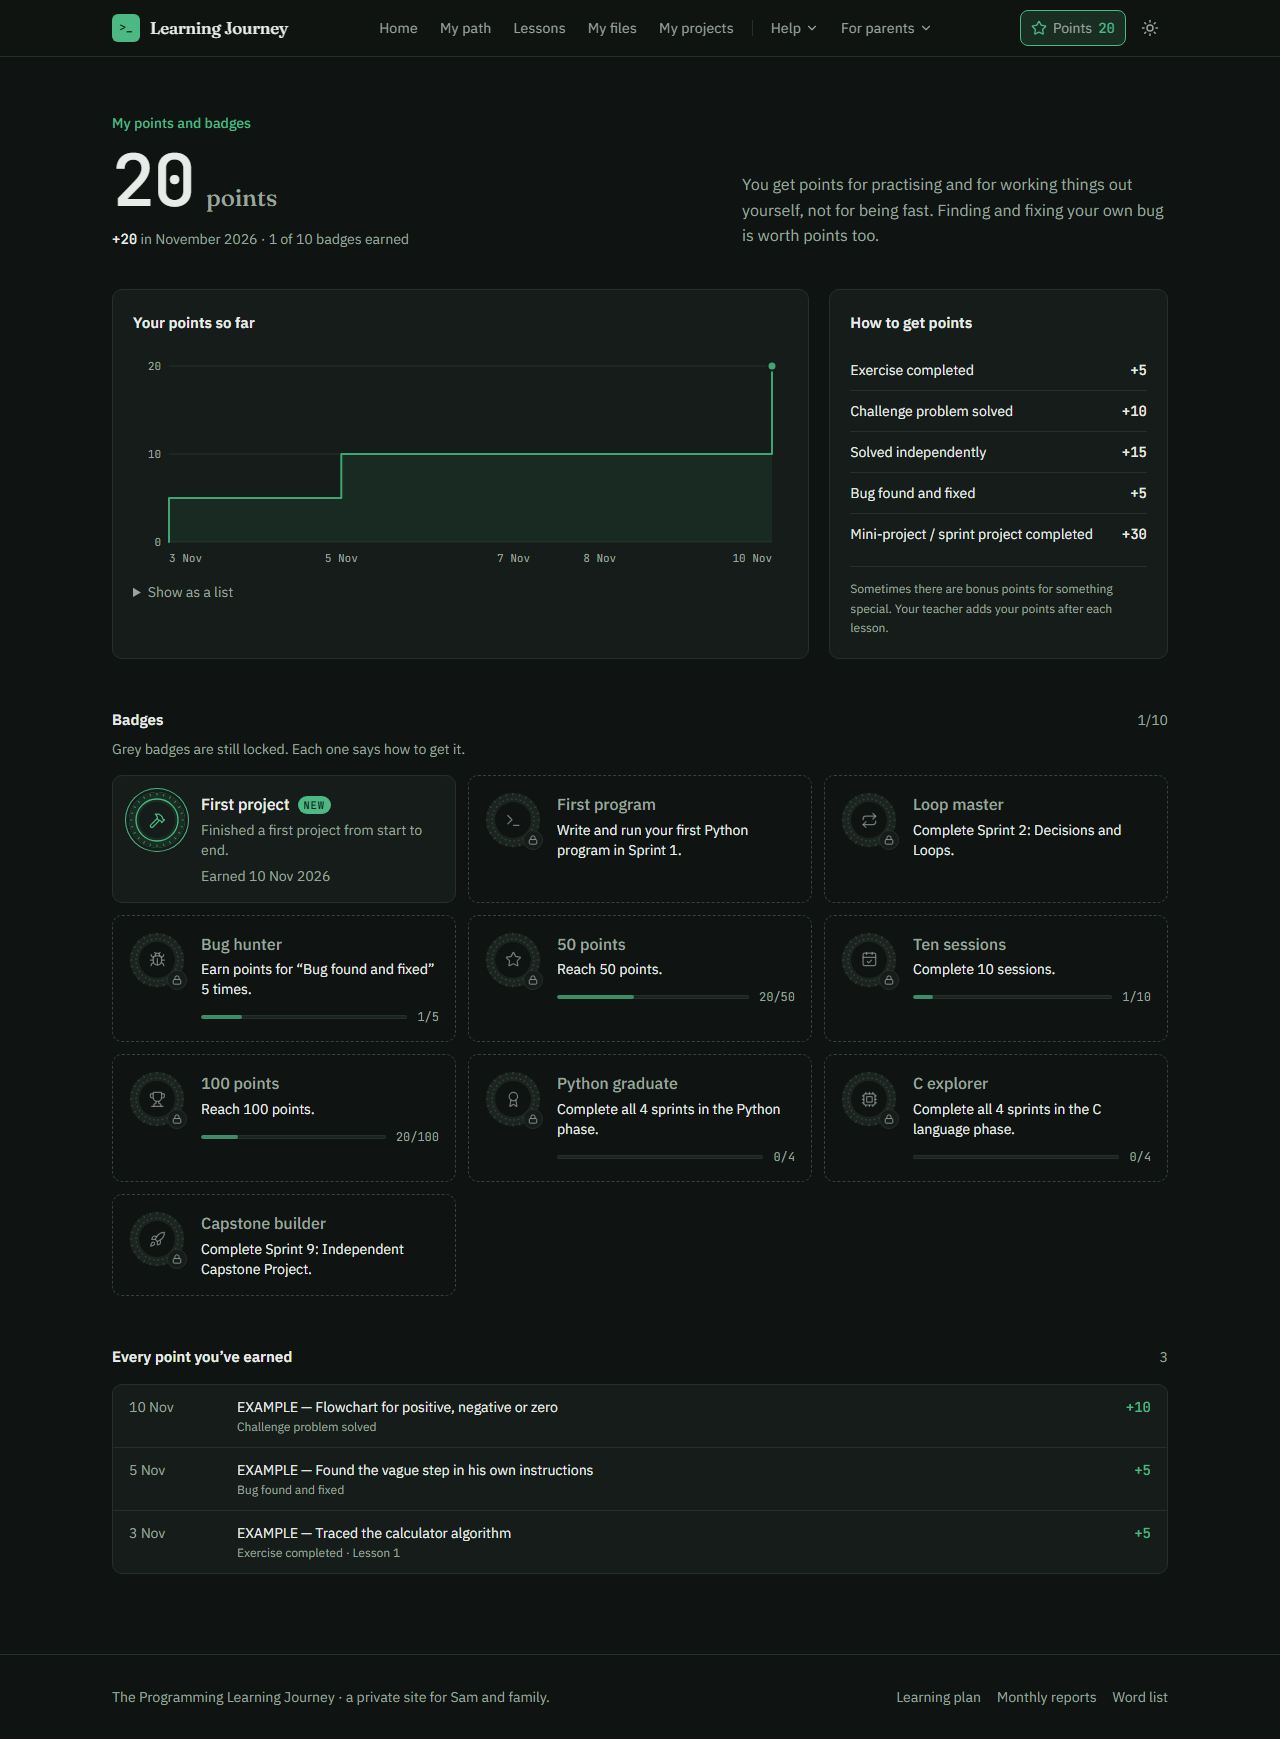 >_ Learning Journey
Home My path Lessons My files My projects Help For parents Points 20
My points and badges
20 points
+20 in November 2026 · 1 of 10 badges earned
You get points for practising and for working things out
yourself, not for being fast. Finding and fixing your own bug
is worth points too.
Your points so far
20
10
0
3 Nov 5 Nov 7 Nov 8 Nov 10 Nov
Show as a list
How to get points
Exercise completed +5
Challenge problem solved +10
Solved independently +15
Bug found and fixed +5
Mini-project / sprint project completed +30
Sometimes there are bonus points for something
special. Your teacher adds your points after each
lesson.
Badges 1/10
Grey badges are still locked. Each one says how to get it.
First project NEW
Finished a first project from start to
end.
Earned 10 Nov 2026
First program
Write and run your first Python
program in Sprint 1.
Loop master
Complete Sprint 2: Decisions and
Loops.
Bug hunter
Earn points for “Bug found and fixed”
5 times.
1/5
50 points
Reach 50 points.
20/50
Ten sessions
Complete 10 sessions.
1/10
100 points
Reach 100 points.
20/100
Python graduate
Complete all 4 sprints in the Python
phase.
0/4
C explorer
Complete all 4 sprints in the C
language phase.
0/4
Capstone builder
Complete Sprint 9: Independent
Capstone Project.
Every point you’ve earned 3
10 Nov EXAMPLE — Flowchart for positive, negative or zero +10
Challenge problem solved
5 Nov EXAMPLE — Found the vague step in his own instructions +5
Bug found and fixed
3 Nov EXAMPLE — Traced the calculator algorithm +5
Exercise completed · Lesson 1
The Programming Learning Journey · a private site for Sam and family.
Learning plan Monthly reports Word list